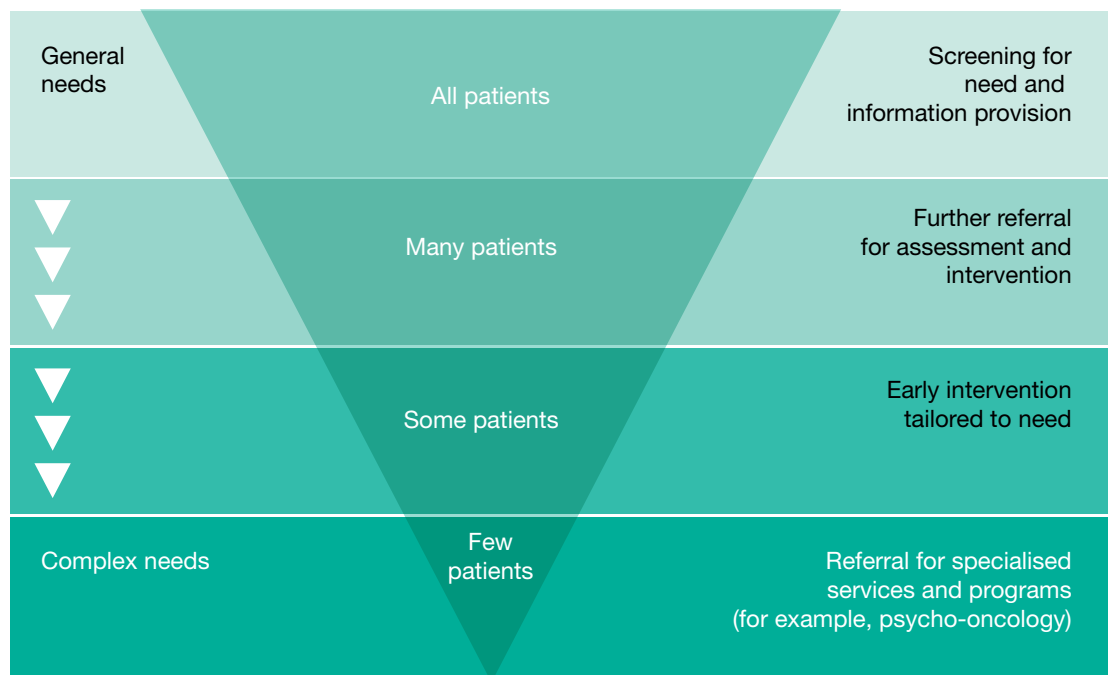 General
needs
All patients
Screening for
need and
information provision
Many patients
Further referral
for assessment and
intervention
Some patients
Early intervention
tailored to need
Complex needs
Few
patients
Referral for specialised
services and programs
(for example, psycho-oncology)